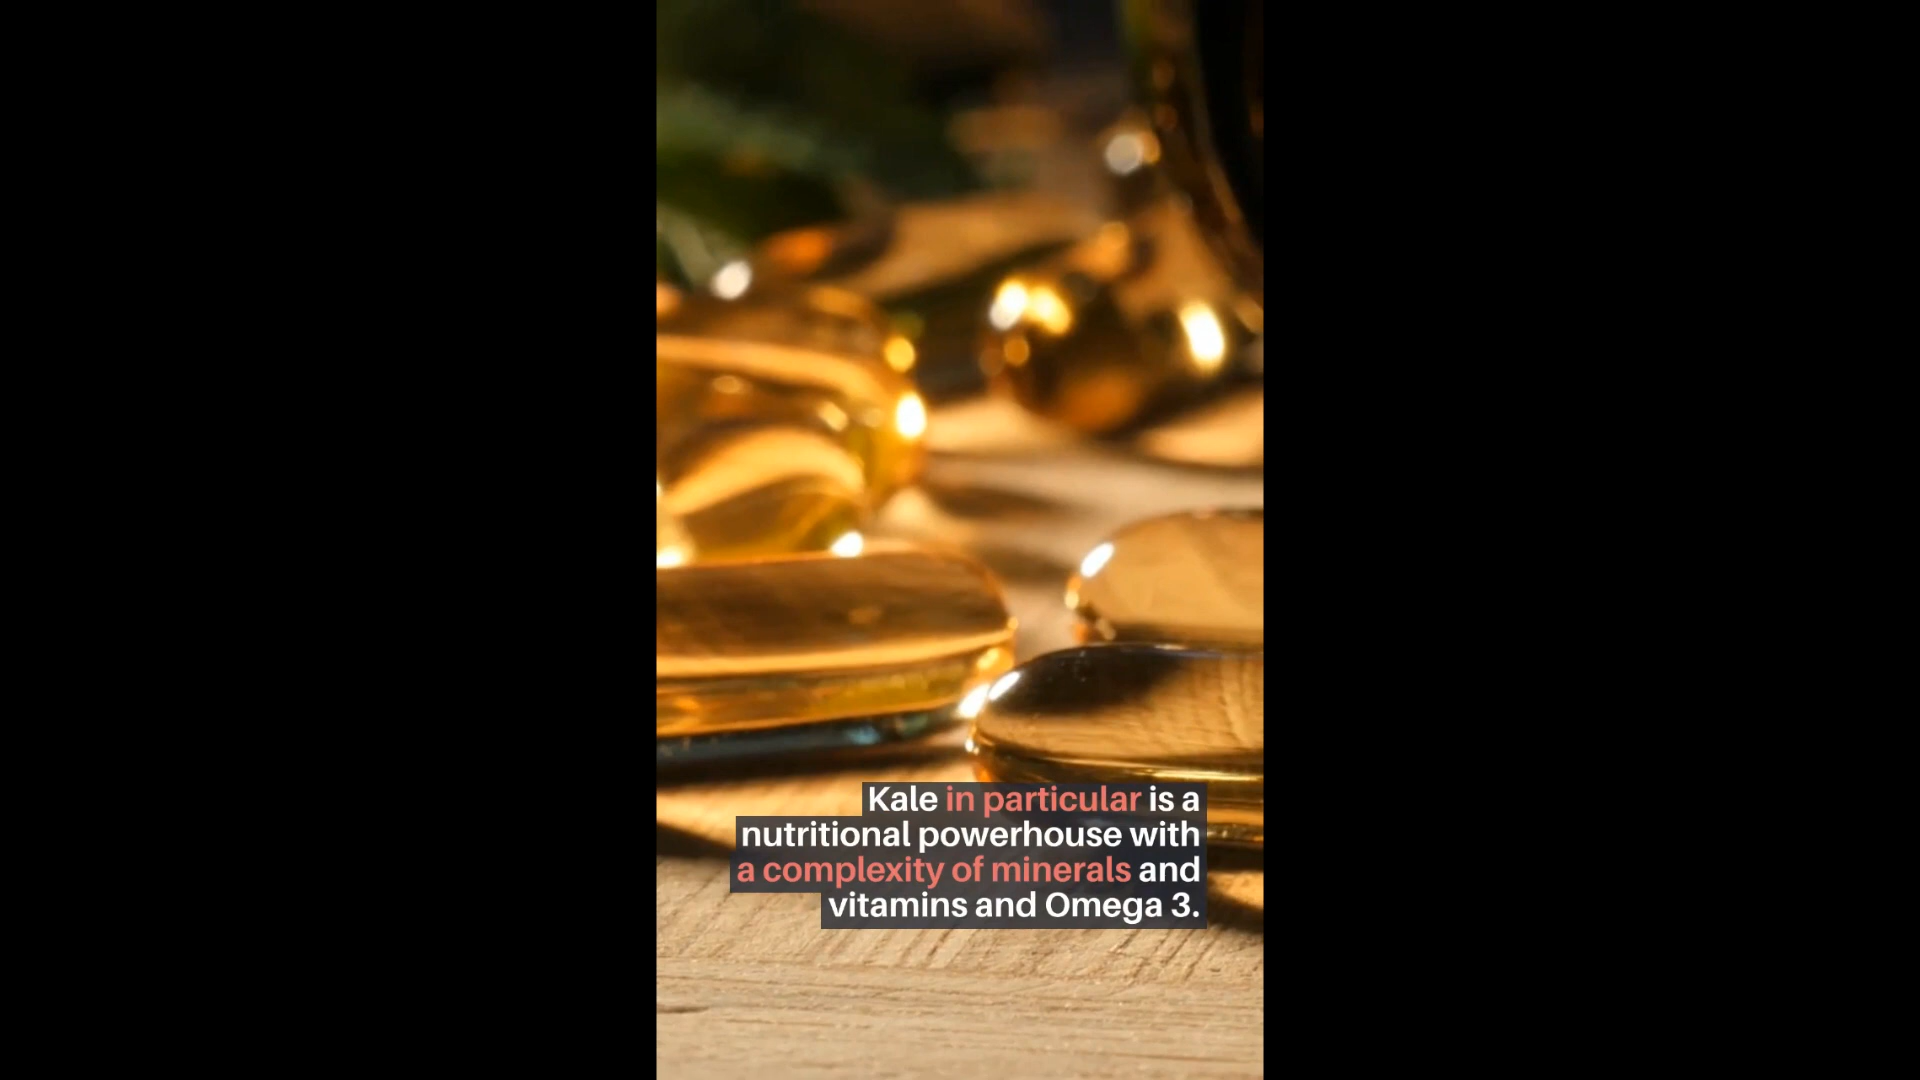 Kale in particular is a
nutritional powerhouse with
a complexity of minerals and
vitamins and Omega 3.